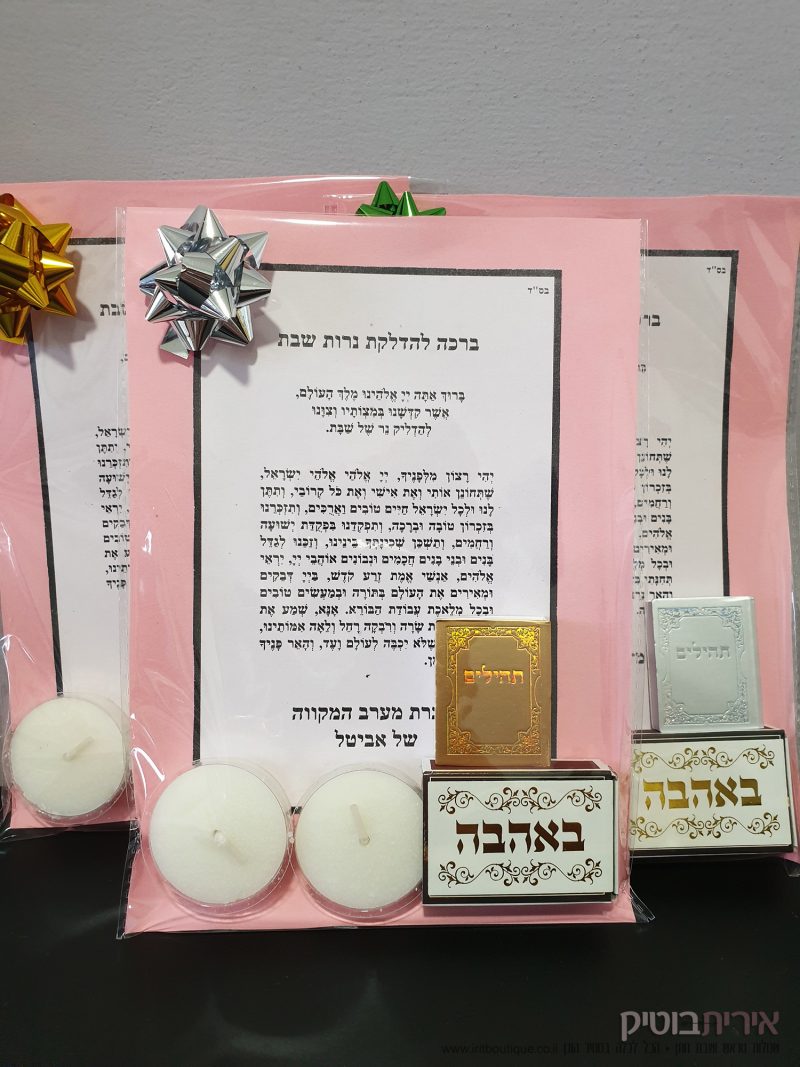 בס"ד
ברכה להדלקת נרות שבת
בָּרוּךְ אַתָּה יְיָ אֱלֹהֵינוּ מֶלֶךְ הָעוֹלָם,
אֲשֶׁר קִדְּשָׁנוּ בְּמִצְוֹתָיו וְצִוָּנוּ
לְהַדְלִיק נֵר שֶׁל שַׁבָּת.
יְהִי רָצוֹן מִלְּפָנֶיךָ, יְיָ אֱלֹהַי אֱלֹהֵי יִשְׂרָאֵל,
שֶׁתְּחוֹנֵן אוֹתִי וְאֶת אִישִׁי וְאֶת כֹּל קְרוֹבַי, וְתִתֵּן
לָנוּ וּלְכָל יִשְׂרָאֵל חַיִּים טוֹבִים וַאֲרֻכִּים, וְתִזְכְּרֵנוּ
בְּזִכְרוֹן טוֹבָה וּבְרָכָה, וְתִפְקְדֵנוּ בִּפְקֻדַּת יְשׁוּעָה
וְרַחֲמִים, וְתַשְׁכֵּן שְׁכִינָתְךָ בֵּינֵינוּ, וְזַכֵּנוּ לְגַדֵּל
בָּנִים וּבְנֵי בָנִים חֲכָמִים וּנְבוֹנִים אוֹהֲבֵי יְיָ, יִרְאֵי
אֱלֹהִים, אַנְשֵׁי אֱמֶת זֶרַע קֹדֶשׁ, בַּיְיָ דְּבֵקִים
וּמְאִירִים אֶת הָעוֹלָם בְּתּוֹרָה וּבְמַעֲשִׂים טוֹבִים
וּבְכָל מְלֶאכֶת עֲבוֹדַת הַבּוֹרֵא. אָנָּא, שְׁמַע אֶת
שָׂרָה וְרִבְקָה רָחֵל וְלֵאָה אִמּוֹתֵינוּ,
שֶׁלֹּא יִכְבֶּה לְעוֹלָם וָעֶד, וְהָאֵר פָּנֶיךָ
מערב המקווה
של אביטל
תהילים
באהבה
בס"ד
תהילים
באהבה
איריתבוטיק
www.iritboutique.co.il